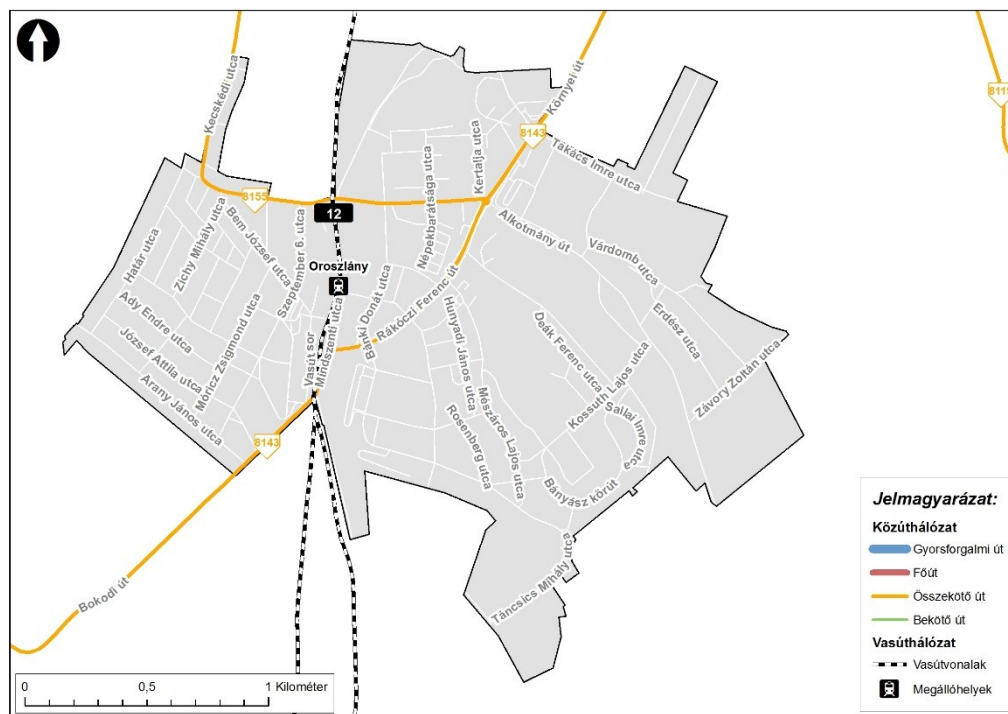 Kecskédi utca
Környei út
8119
8143
Kertalja utca
Takács Imre utca
Népekbarátsága utca
8155
12
Zichy Mihály utca
Bem József utca
Szeptember 6. utca
Alkotmány út
Várdomb utca
Határ utca
Oroszlány
Bánki Donát utca
Rákóczi Ferenc út
Ady Endre utca
József Attila utca
Arany János utca
Móricz Zsigmond utca
Vasút sor
Mindszenti utca
Hunyadi János utca
Deák Ferenc utca
Erdész utca
Kossuth Lajos utca
Závory Zoltán utca
Mészáros Lajos utca
Sallai Imre utca
Rosenberg utca
8143
Bányász körút
Bokodi út
Táncsics Mihály utca
Jelmagyarázat:
Közúthálózat
Gyorsforgalmi út
Főút
Összekötő út
Bekötő út
Vasúthálózat
Vasútvonalak
Megállóhelyek
0 0,5 1 Kilométer